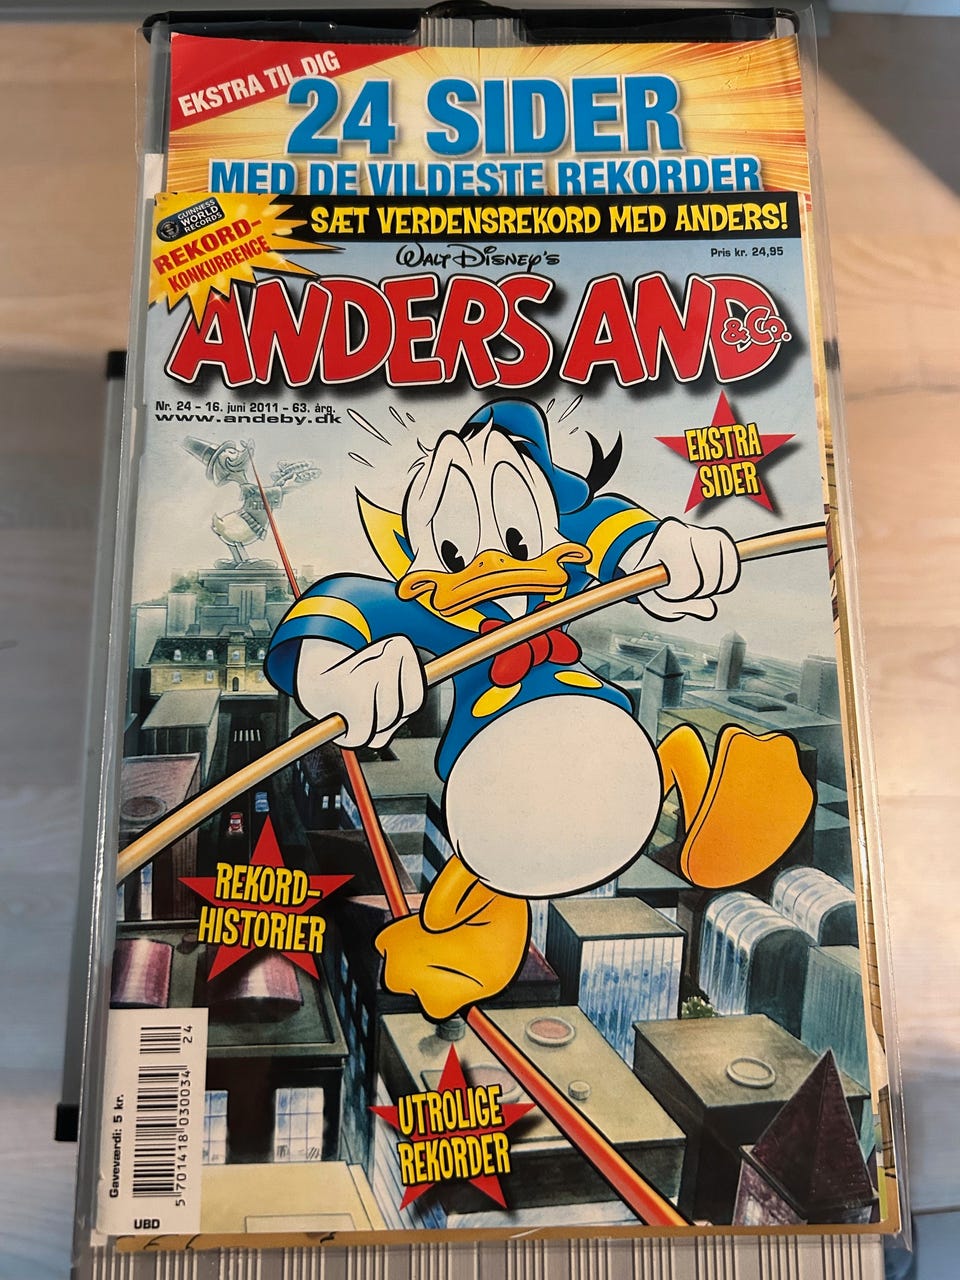 EKSTRA TIL DIG
24 SIDER
MED DE VILDESTE REKORDER
GUINNESS
WORLD
RECORDS
REKORD-
KONKURRENCE
SÆT VERDENSREKORD MED ANDERS!
WALT DISNEY'S
Pris kr. 24,95
ANDERS AND
& Co.
Nr. 24 - 16. juni 2011 - 63. årg.
www.andeby.dk
EKSTRA
SIDER
REKORD-
HISTORIER
UTROLIGE
REKORDER
Gaveværdi: 5 kr.
5 701418 030034
24
UBD